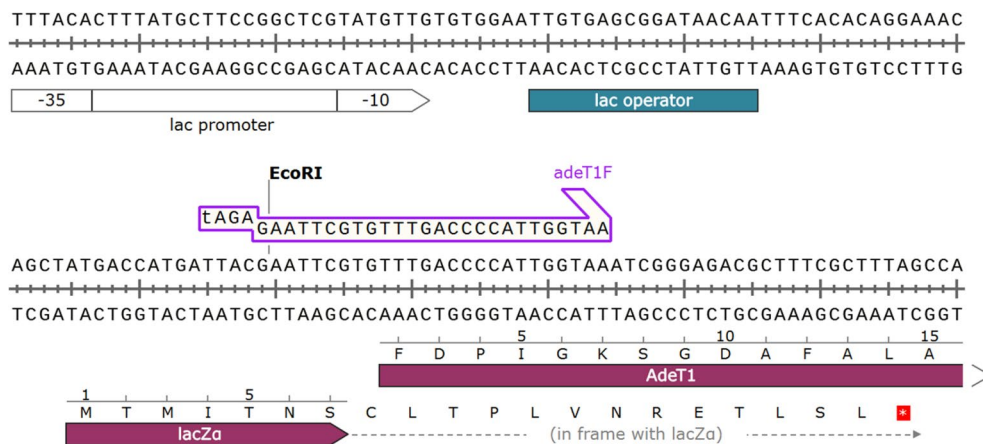 TTTACACTTTATGCTTCCGGCTCGTATGTTGTGTGGAATTGTGAGCGGATAACAATTTCACACAGGAAAC
AAATGTGAAATACGAAGGCCGAGCATACAACACACCTTAACACTCGCCTATTGTTAAAGTGTGTCCTTTG
-35 -10 lac operator
lac promoter
EcoRI adeT1F
tAGA
GAATTCGTGTTTGACCCCATTGGTAA
AGCTATGACCATGATTACGAATTCGTGTTTGACCCCATTGGTAAATCGGGAGACGCTTTCGCTTTAGCCA
TCGATACTGGTACTAATGCTTAAGCACAAACTGGGGTAACCATTTAGCCCTCTGCGAAAGCGAAATCGGT
5 10 15
F D P I G K S G D A F A L A
AdeT1
1 5
M T M I T N S C L T P L V N R E T L S L *
lacZα (in frame with lacZα)